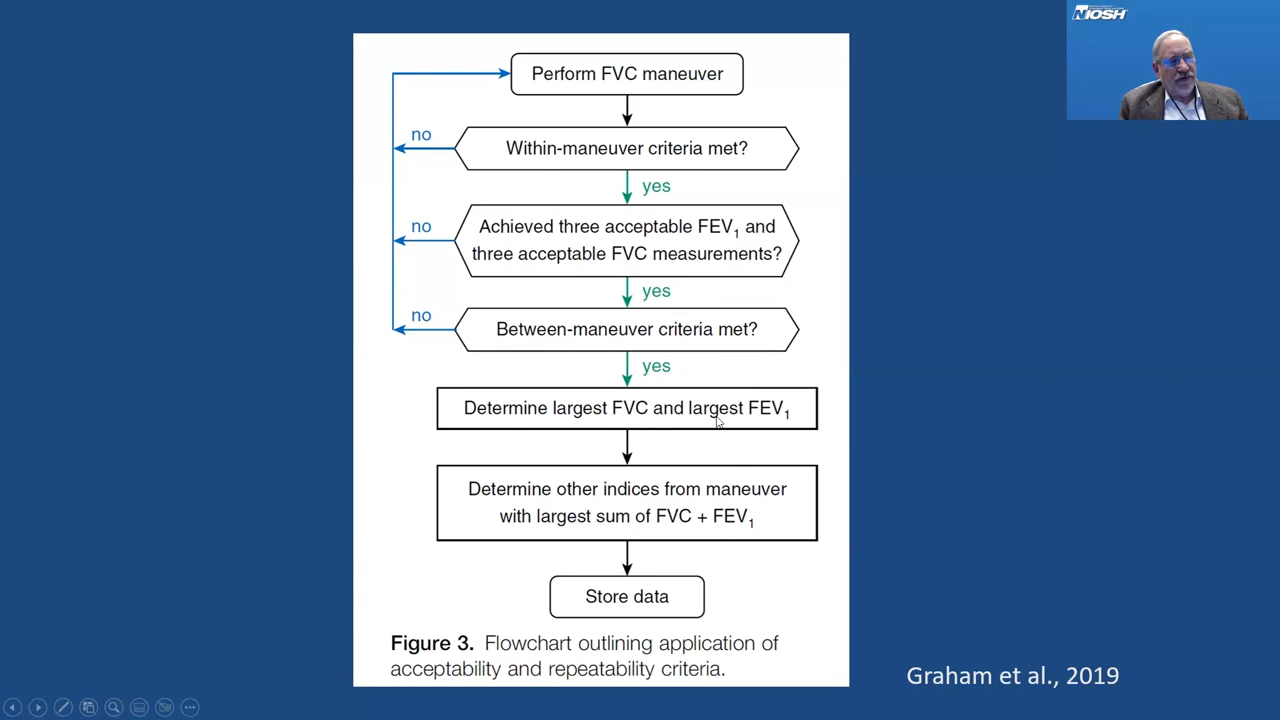 NIOSH
Perform FVC maneuver
no
Within-maneuver criteria met?
yes
no
Achieved three acceptable FEV1 and
three acceptable FVC measurements?
yes
no
Between-maneuver criteria met?
yes
Determine largest FVC and largest FEV1
Determine other indices from maneuver
with largest sum of FVC + FEV1
Store data
Figure 3. Flowchart outlining application of
acceptability and repeatability criteria.
Graham et al., 2019